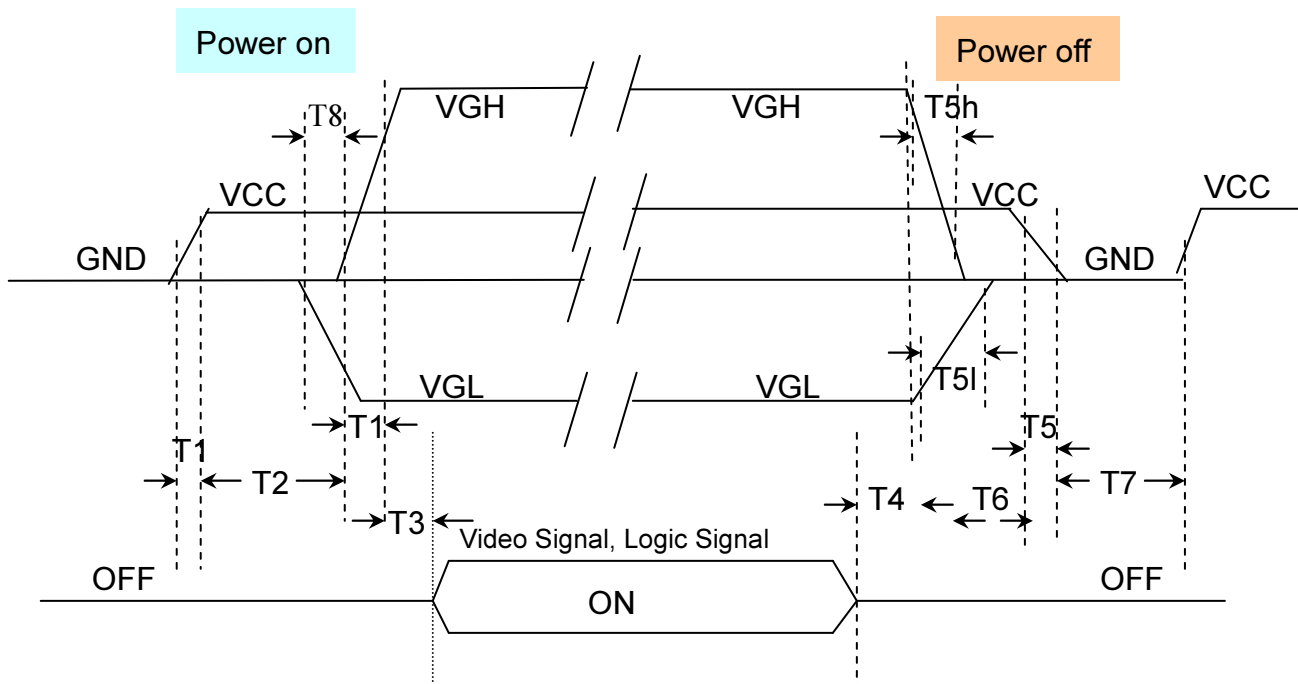 Power on
Power off
T8
VGH
VGH
T5h
VCC
VCC
VCC
GND
GND
VGL
VGL
T5l
T1
T1
T5
T2
T7
T3
T4
T6
Video Signal, Logic Signal
OFF
ON
OFF